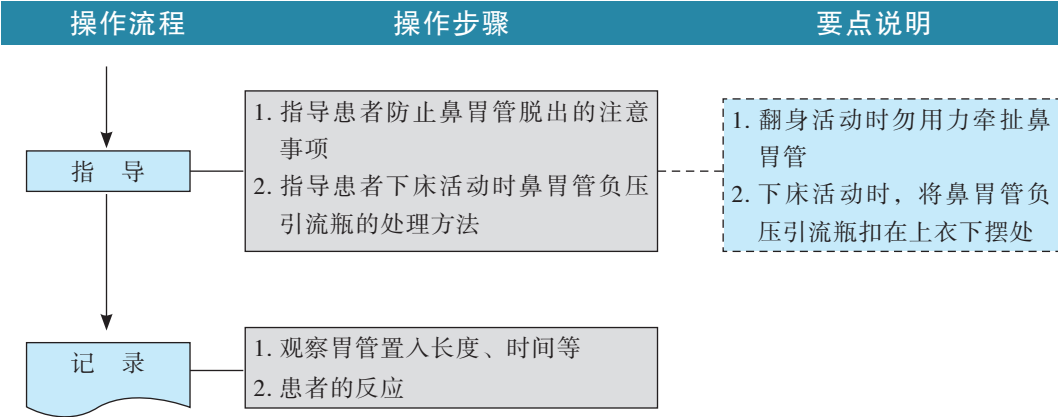 操作流程 操作步骤 要点说明
指 导
1. 指导患者防止鼻胃管脱出的注意
事项
2. 指导患者下床活动时鼻胃管负压
引流瓶的处理方法
1. 翻身活动时勿用力牵扯鼻
胃管
2. 下床活动时，将鼻胃管负
压引流瓶扣在上衣下摆处
记 录
1. 观察胃管置入长度、时间等
2. 患者的反应